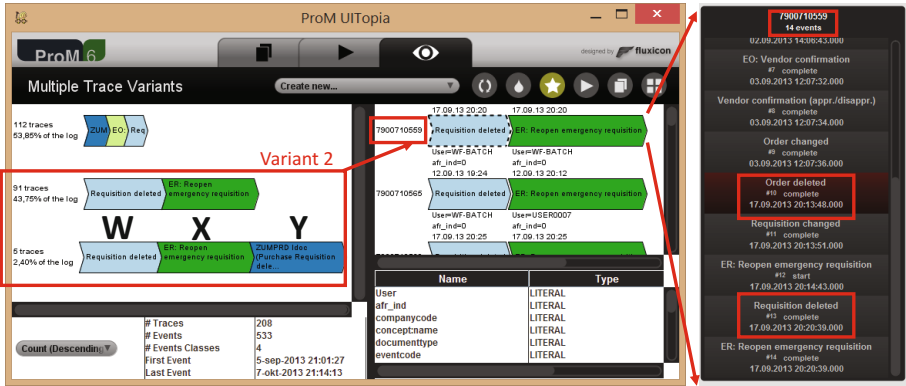 ProM UITopia
ProM 6
designed by fluxicon
Multiple Trace Variants
Create new...
112 traces
53,85% of the log
ZUM
EO:
Req
Variant 2
91 traces
43,75% of the log
Requisition deleted
ER: Reopen
emergency requisition
W X Y
5 traces
2,40% of the log
Requisition deleted
ER: Reopen
emergency requisition
ZUMPRD Idoc
(Purchase Requisition
dele...
Count (Descending
# Traces 208
# Events 533
# Events Classes 4
First Event 5-sep-2013 21:01:27
Last Event 7-okt-2013 21:14:13
17.09.13 20:20 17.09.13 20:20
7900710559
Requisition deleted
ER: Reopen emergency requisition
User=WF-BATCH User=WF-BATCH
afr_ind=0 afr_ind=0
12.09.13 19:24 12.09.13 20:12
7900710565
Requisition deleted
ER: Reopen emergency requisition
User=WF-BATCH User=USER0007
afr_ind=0 afr_ind=0
17.09.13 20:25 17.09.13 20:25
Name Type
User LITERAL
afr_ind LITERAL
companycode LITERAL
concept:name LITERAL
documenttype LITERAL
eventcode LITERAL
7900710559
14 events
02.09.2013 14:06:43.000
EO: Vendor confirmation
#7 complete
03.09.2013 12:07:32.000
Vendor confirmation (appr./disappr.)
#8 complete
03.09.2013 12:07:34.000
Order changed
#9 complete
03.09.2013 12:07:36.000
Order deleted
#10 complete
17.09.2013 20:13:48.000
Requisition changed
#11 complete
17.09.2013 20:13:51.000
ER: Reopen emergency requisition
#12 start
17.09.2013 20:14:43.000
Requisition deleted
#13 complete
17.09.2013 20:20:39.000
ER: Reopen emergency requisition
#14 complete
17.09.2013 20:20:39.000